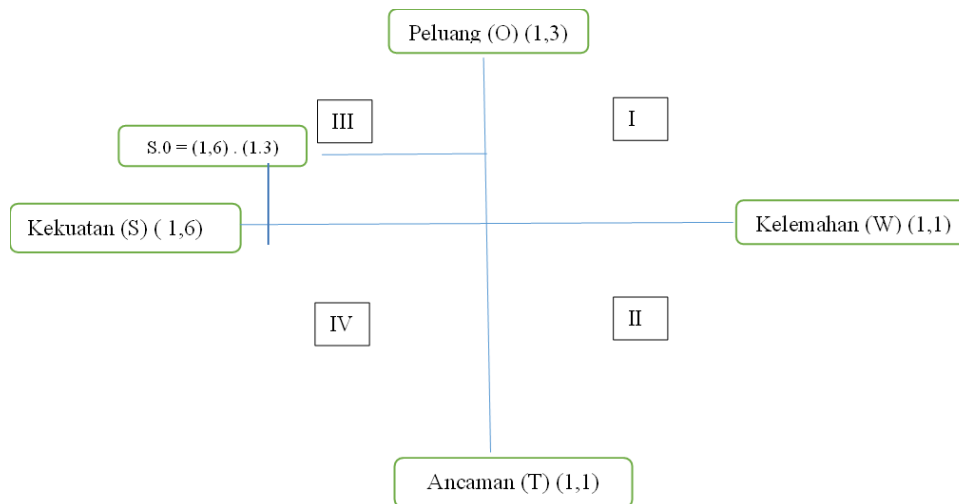 Peluang (O) (1,3)
III
I
S.0 = (1,6) . (1.3)
Kekuatan (S) ( 1,6)
Kelemahan (W) (1,1)
IV
II
Ancaman (T) (1,1)